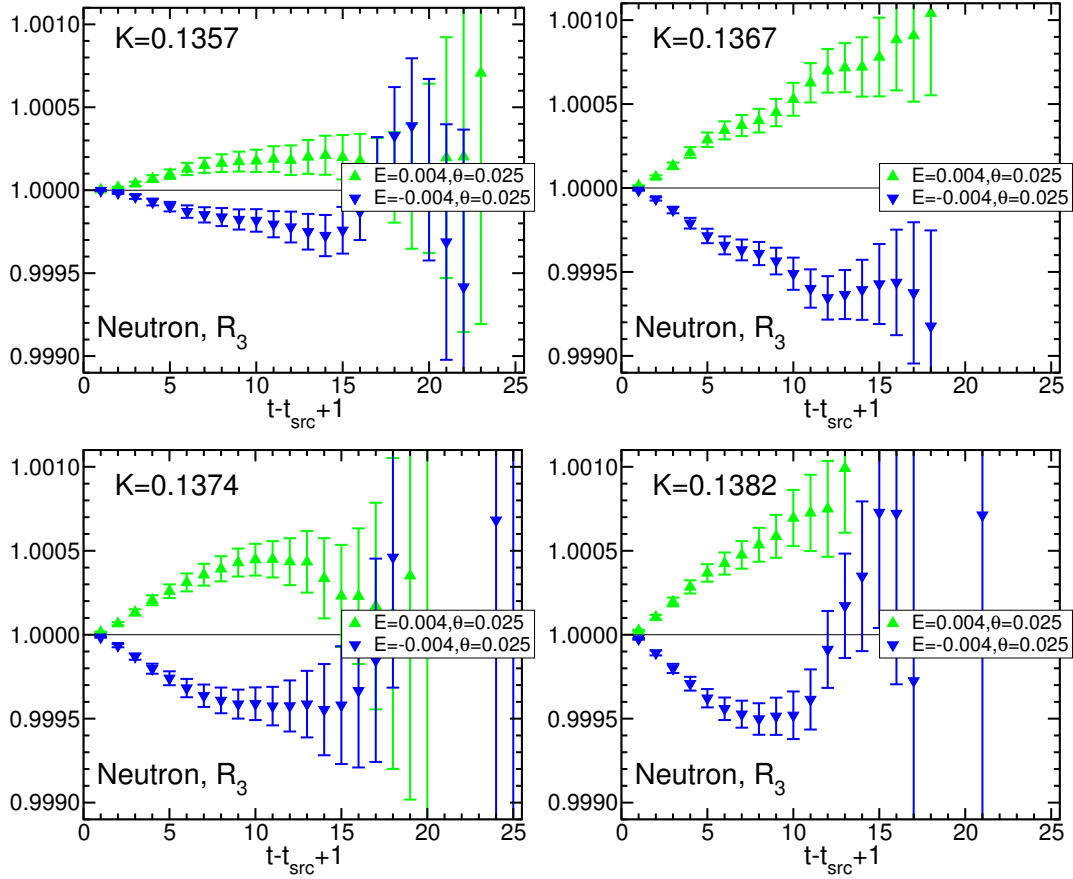 1.0010
1.0005
1.0000
0.9995
0.9990
K=0.1357
E=0.004,θ=0.025
E=-0.004,θ=0.025
Neutron, R3
0 5 10 15 20 25
t-tsrc+1
1.0010
1.0005
1.0000
0.9995
0.9990
K=0.1367
E=0.004,θ=0.025
E=-0.004,θ=0.025
Neutron, R3
0 5 10 15 20 25
t-tsrc+1
1.0010
1.0005
1.0000
0.9995
0.9990
K=0.1374
E=0.004,θ=0.025
E=-0.004,θ=0.025
Neutron, R3
0 5 10 15 20 25
t-tsrc+1
1.0010
1.0005
1.0000
0.9995
0.9990
K=0.1382
E=0.004,θ=0.025
E=-0.004,θ=0.025
Neutron, R3
0 5 10 15 20 25
t-tsrc+1